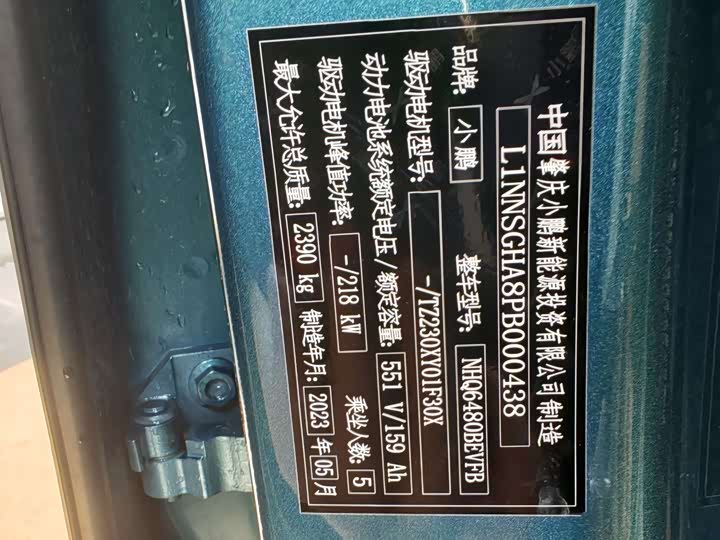 中国肇庆小鹏新能源投资有限公司制造
L1NNSGHA8PB000438
品牌: 小鹏 整车型号: NHQ6480BEVFB
驱动电机型号: -/TZ230XY01F30X
动力电池系统额定电压/额定容量: 551 V/159 Ah
驱动电机峰值功率: -/218 kW 乘坐人数: 5
最大允许总质量: 2390 kg 制造年月: 2023 年 05 月